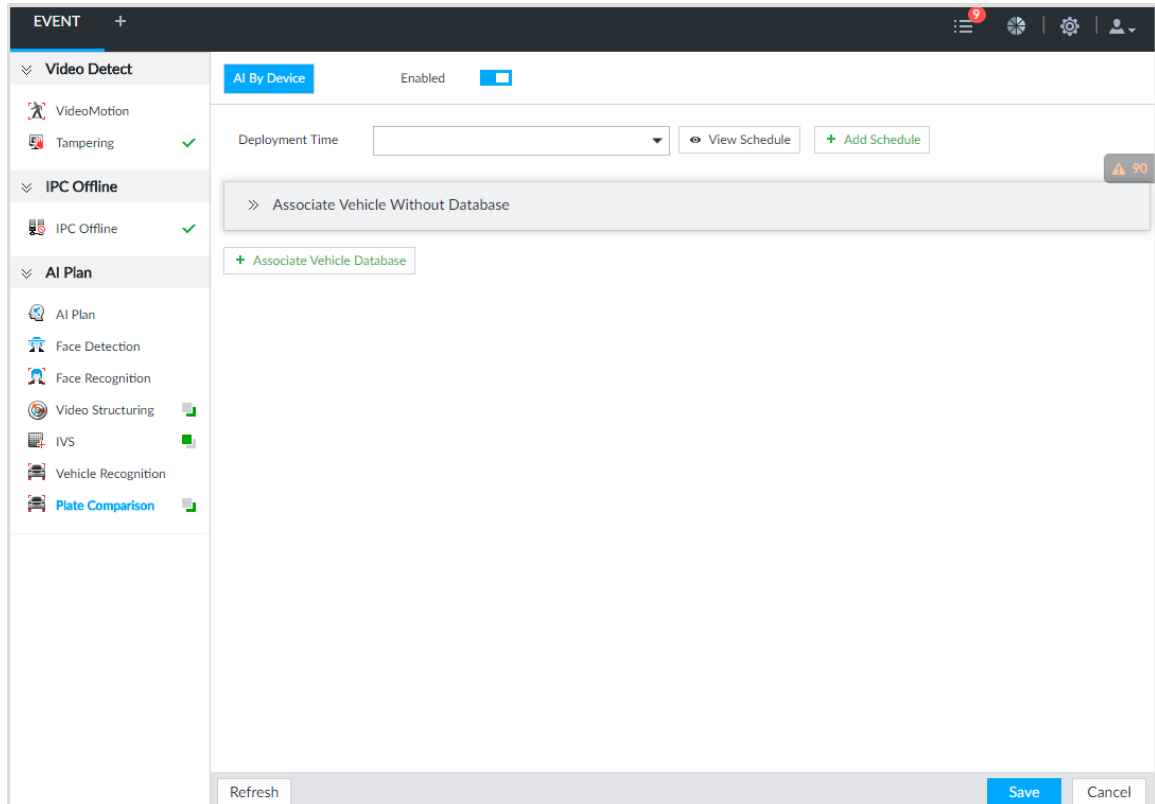 EVENT +
9
Video Detect
VideoMotion
Tampering
IPC Offline
IPC Offline
AI Plan
AI Plan
Face Detection
Face Recognition
Video Structuring
IVS
Vehicle Recognition
Plate Comparison
AI By Device
Enabled
Deployment Time
View Schedule
+ Add Schedule
90
Associate Vehicle Without Database
+ Associate Vehicle Database
Refresh
Save
Cancel